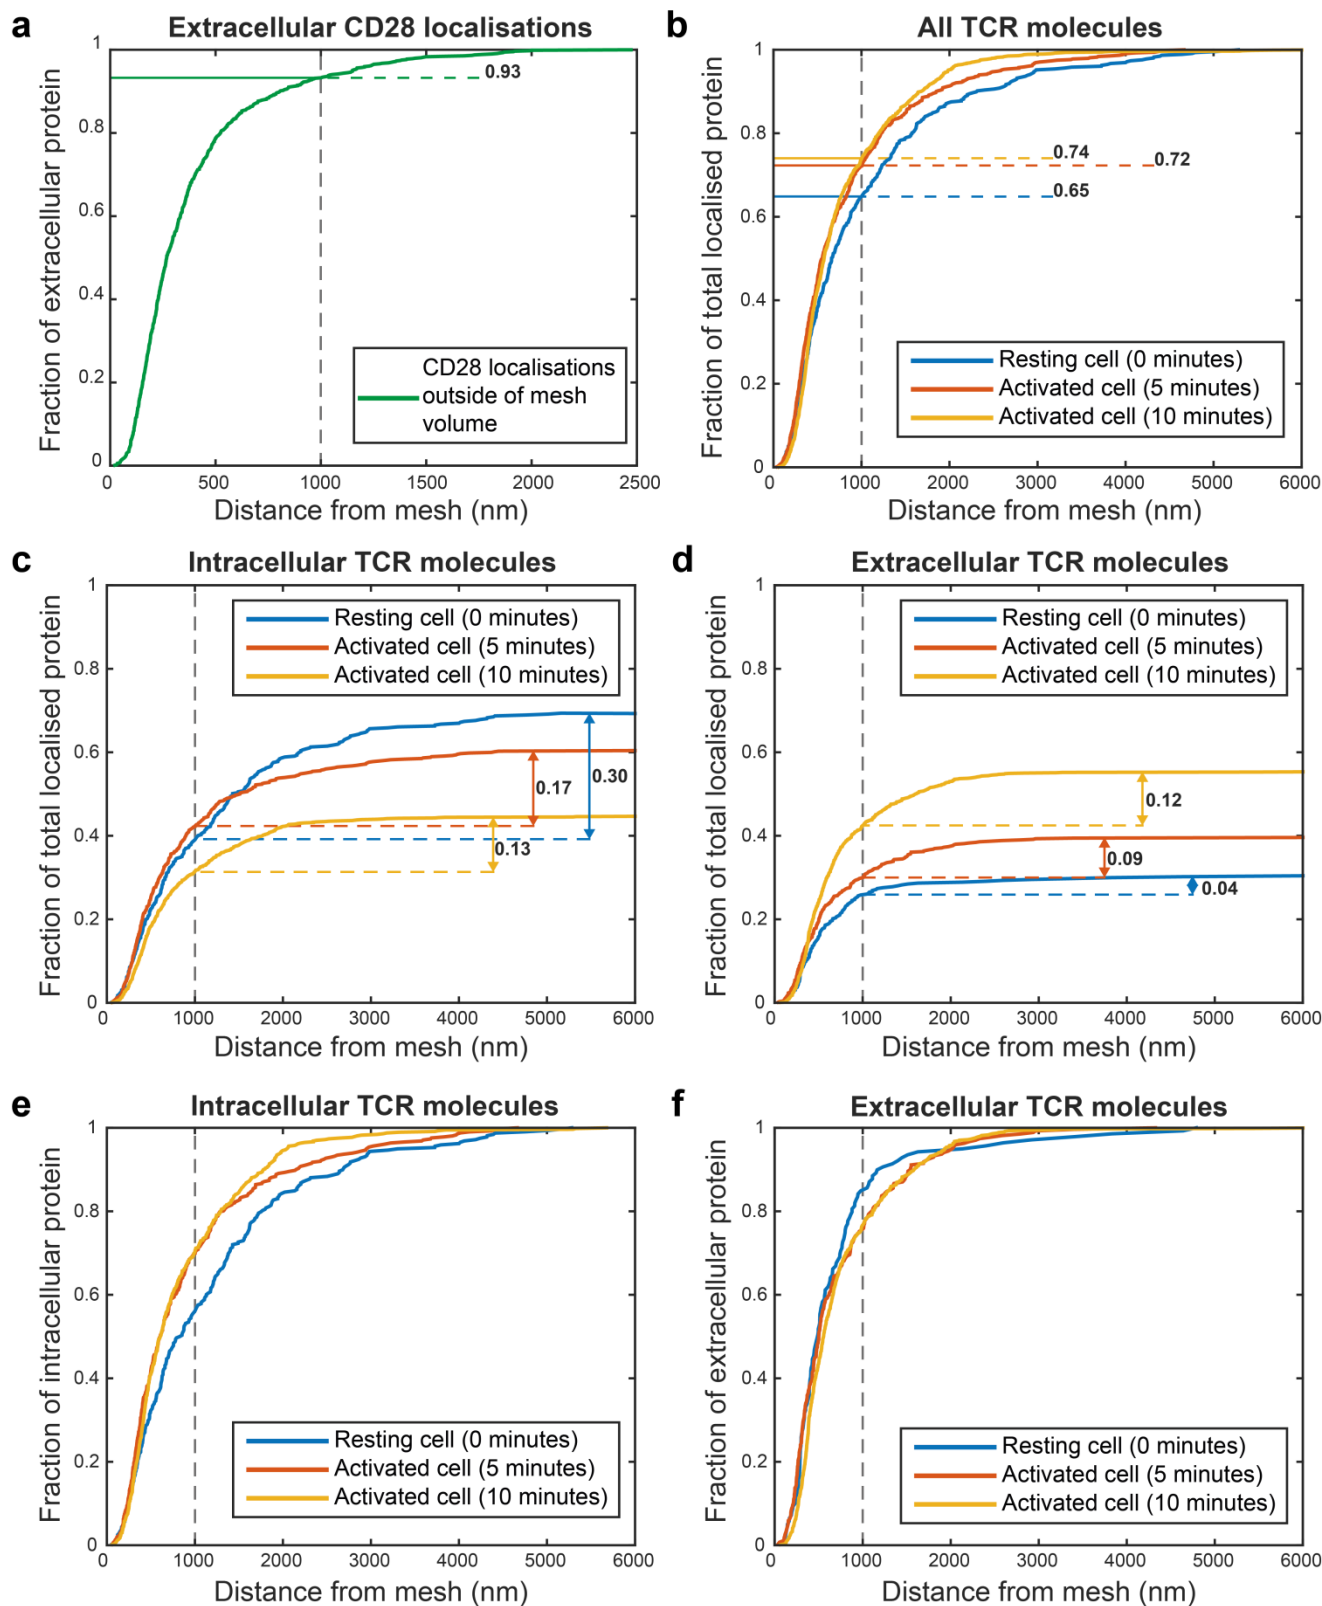 a
Extracellular CD28 localisations
Fraction of extracellular protein
1
0.8
0.6
0.4
0.2
0
0.93
CD28 localisations
outside of mesh
volume
0 500 1000 1500 2000 2500
Distance from mesh (nm)
b
All TCR molecules
Fraction of total localised protein
1
0.8
0.6
0.4
0.2
0
0.74
0.72
0.65
Resting cell (0 minutes)
Activated cell (5 minutes)
Activated cell (10 minutes)
0 1000 2000 3000 4000 5000 6000
Distance from mesh (nm)
c
Intracellular TCR molecules
Fraction of total localised protein
1
0.8
0.6
0.4
0.2
0
Resting cell (0 minutes)
Activated cell (5 minutes)
Activated cell (10 minutes)
0.17
0.30
0.13
0 1000 2000 3000 4000 5000 6000
Distance from mesh (nm)
d
Extracellular TCR molecules
Fraction of total localised protein
1
0.8
0.6
0.4
0.2
0
Resting cell (0 minutes)
Activated cell (5 minutes)
Activated cell (10 minutes)
0.12
0.09
0.04
0 1000 2000 3000 4000 5000 6000
Distance from mesh (nm)
e
Intracellular TCR molecules
Fraction of intracellular protein
1
0.8
0.6
0.4
0.2
0
Resting cell (0 minutes)
Activated cell (5 minutes)
Activated cell (10 minutes)
0 1000 2000 3000 4000 5000 6000
Distance from mesh (nm)
f
Extracellular TCR molecules
Fraction of extracellular protein
1
0.8
0.6
0.4
0.2
0
Resting cell (0 minutes)
Activated cell (5 minutes)
Activated cell (10 minutes)
0 1000 2000 3000 4000 5000 6000
Distance from mesh (nm)